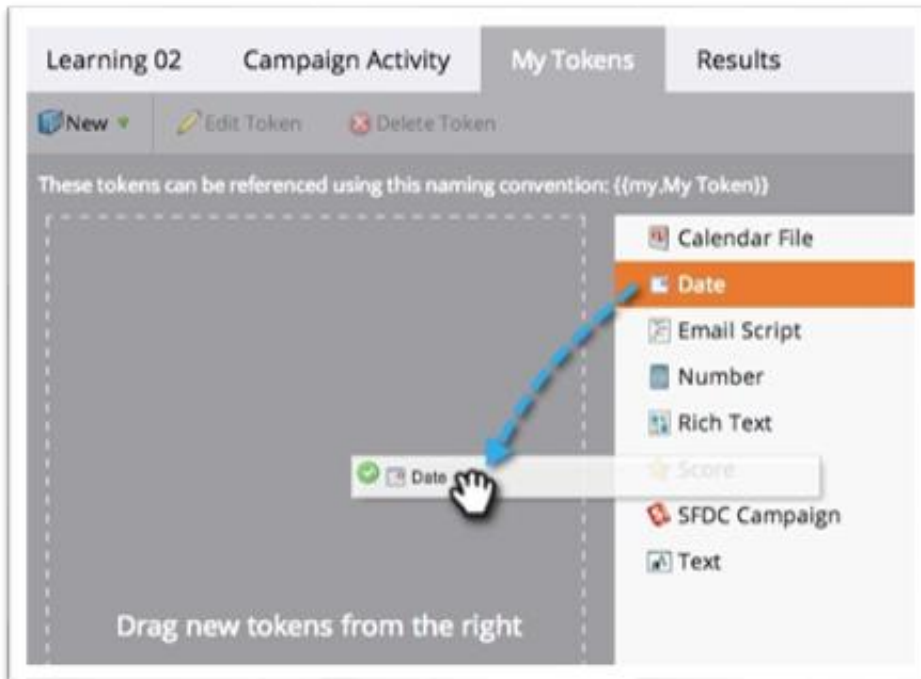 Learning 02 Campaign Activity My Tokens Results
New Edit Token Delete Token
These tokens can be referenced using this naming convention: {{my.My Token}}
Calendar File
Date
Email Script
Number
Rich Text
Date
Score
SFDC Campaign
Text
Drag new tokens from the right